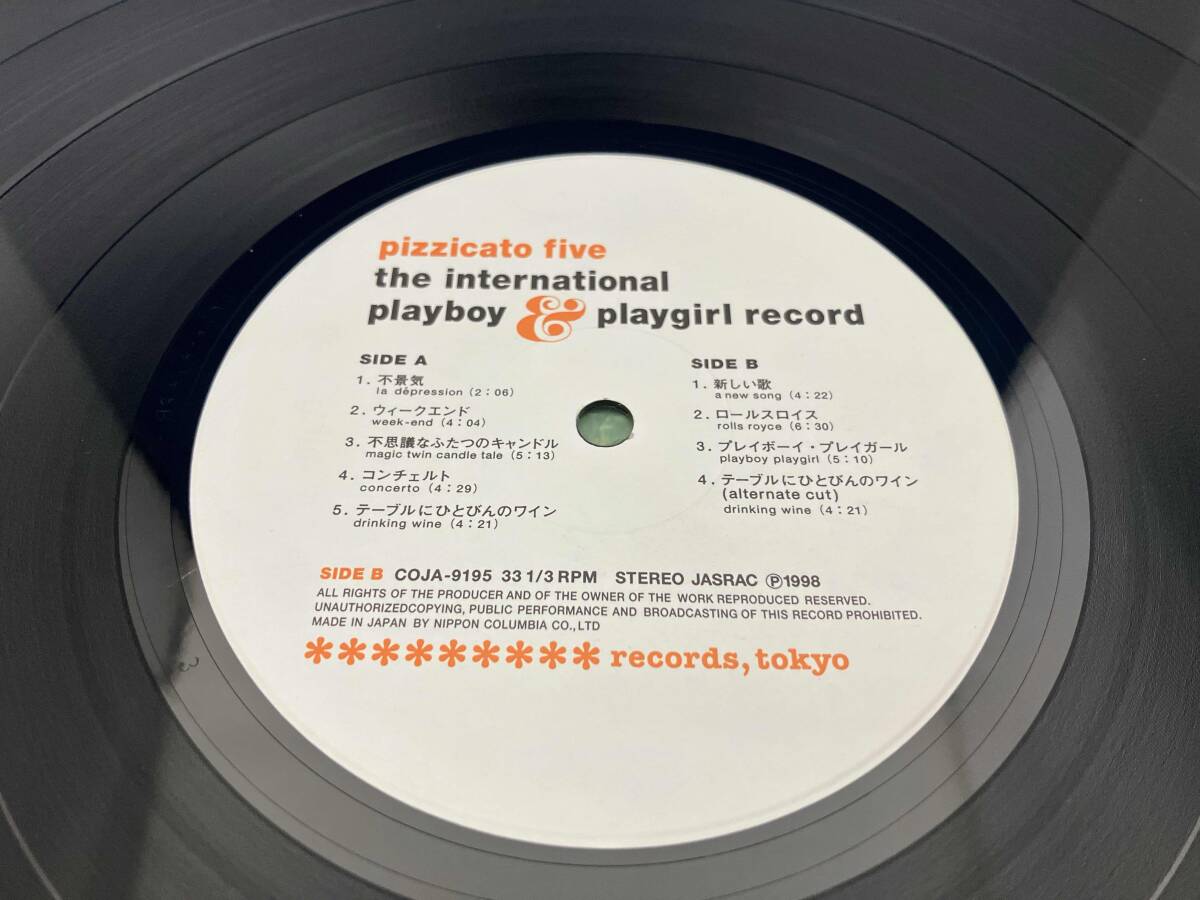 pizzicato five
the international
playboy & playgirl record
SIDE A
1. 不景気
la dépression (2:06)
2. ウィークエンド
week-end (4:04)
3. 不思議なふたつのキャンドル
magic twin candle tale (5:13)
4. コンチェルト
concerto (4:29)
5. テーブルにひとびんのワイン
drinking wine (4:21)
SIDE B
1. 新しい歌
a new song (4:22)
2. ロールスロイス
rolls royce (6:30)
3. プレイボーイ・プレイガール
playboy playgirl (5:10)
4. テーブルにひとびんのワイン
(alternate cut)
drinking wine (4:21)
SIDE B COJA-9195 33 1/3 RPM STEREO JASRAC Ⓟ1998
ALL RIGHTS OF THE PRODUCER AND OF THE OWNER OF THE WORK REPRODUCED RESERVED.
UNAUTHORIZEDCOPYING, PUBLIC PERFORMANCE AND BROADCASTING OF THIS RECORD PROHIBITED.
MADE IN JAPAN BY NIPPON COLUMBIA CO., LTD
********* records, tokyo